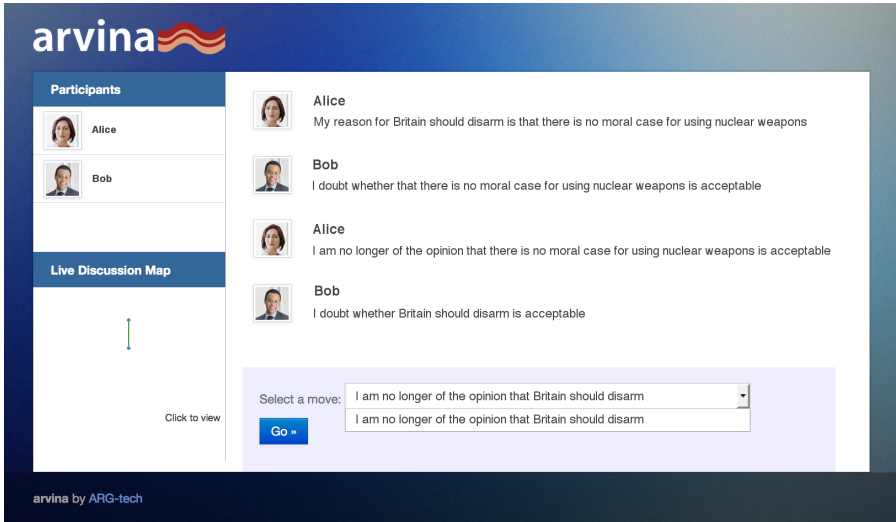 arvina
Participants
Alice
Bob
Live Discussion Map
Click to view
Alice
My reason for Britain should disarm is that there is no moral case for using nuclear weapons
Bob
I doubt whether that there is no moral case for using nuclear weapons is acceptable
Alice
I am no longer of the opinion that there is no moral case for using nuclear weapons is acceptable
Bob
I doubt whether Britain should disarm is acceptable
Select a move: I am no longer of the opinion that Britain should disarm
I am no longer of the opinion that Britain should disarm
Go »
arvina by ARG-tech